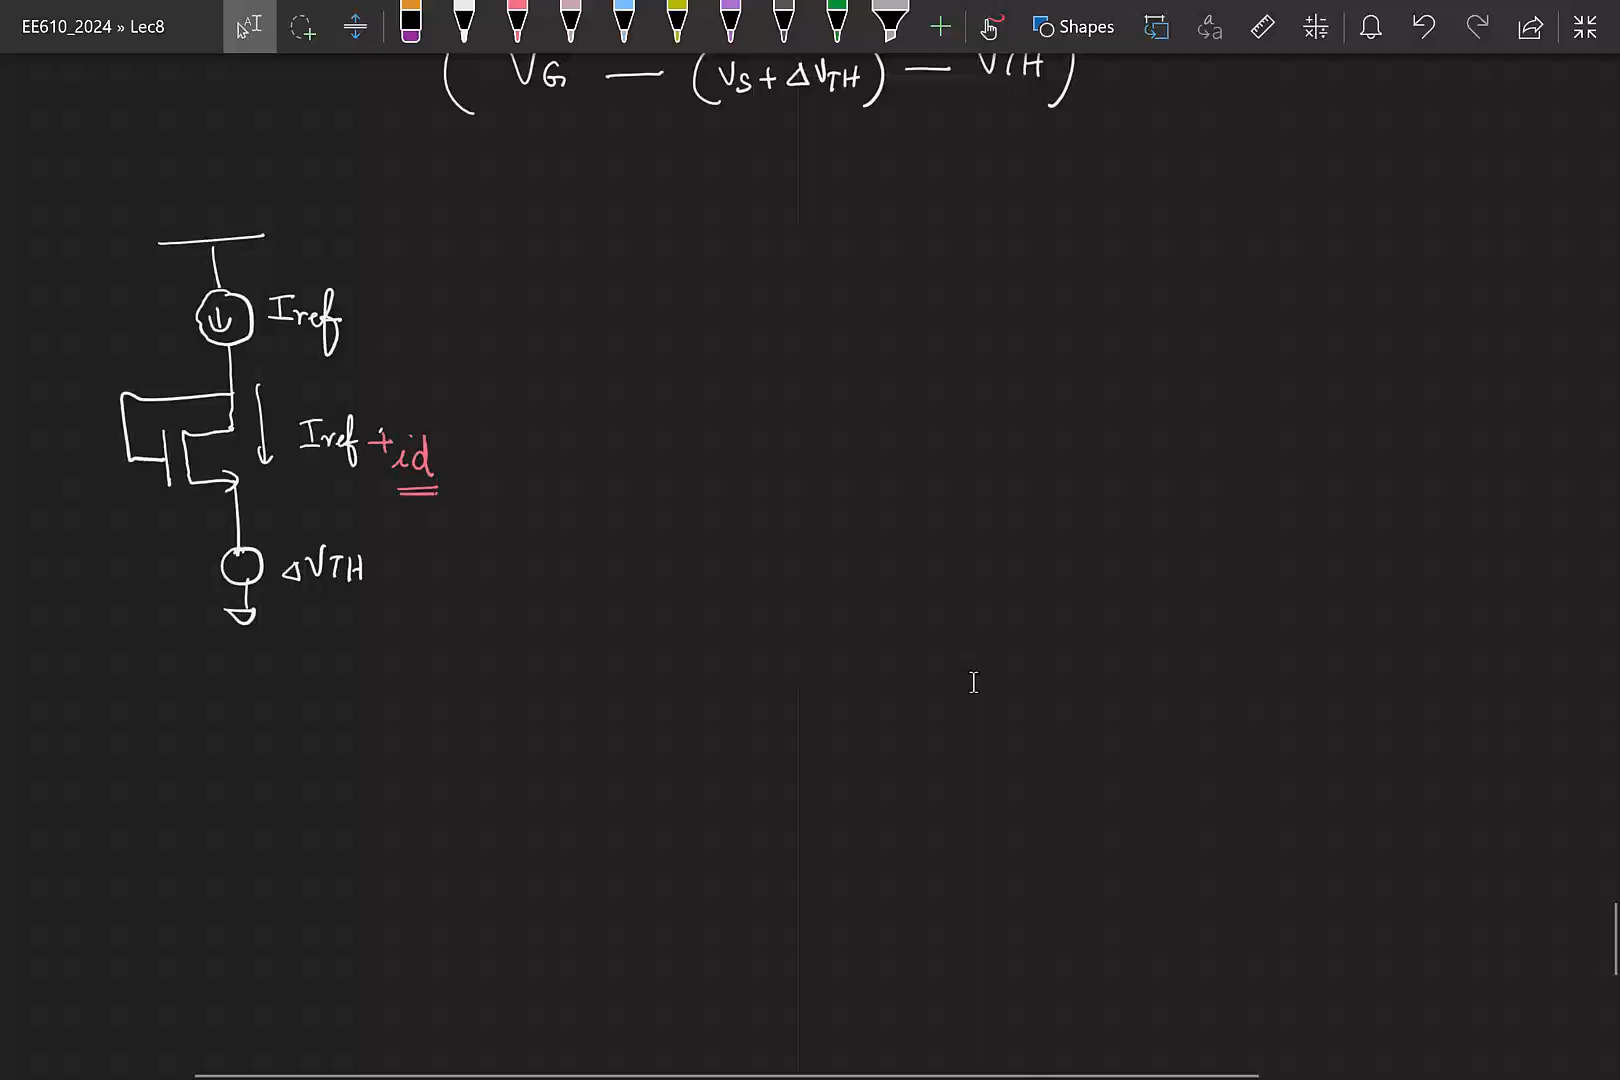 EE610_2024 » Lec8
Shapes
( VG — (VS + ΔVTH) — VTH )
Iref
Iref + id
ΔVTH